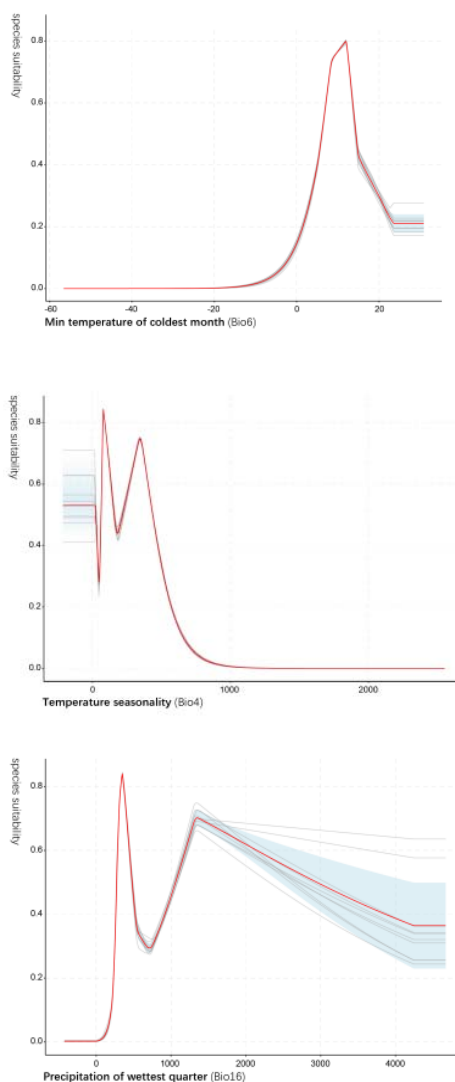 species suitability
0.8
0.6
0.4
0.2
0.0
-60 -40 -20 0 20
Min temperature of coldest month (Bio6)
species suitability
0.8
0.6
0.4
0.2
0.0
0 1000 2000
Temperature seasonality (Bio4)
species suitability
0.8
0.6
0.4
0.2
0.0
0 1000 2000 3000 4000
Precipitation of wettest quarter (Bio16)